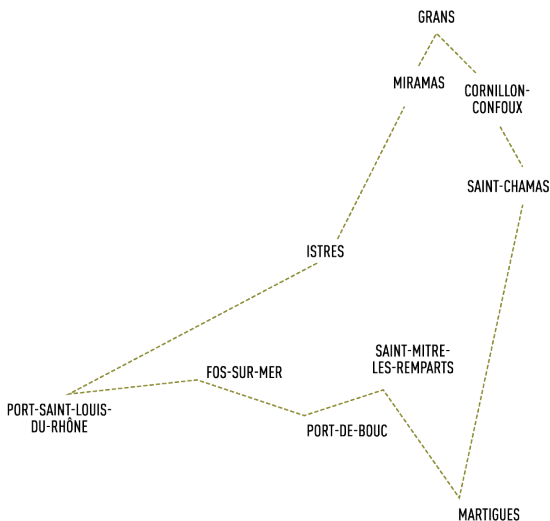 GRANS
MIRAMAS
CORNILLON-
CONFOUX
SAINT-CHAMAS
ISTRES
SAINT-MITRE-
LES-REMPARTS
FOS-SUR-MER
PORT-SAINT-LOUIS-
DU-RHÔNE
PORT-DE-BOUC
MARTIGUES